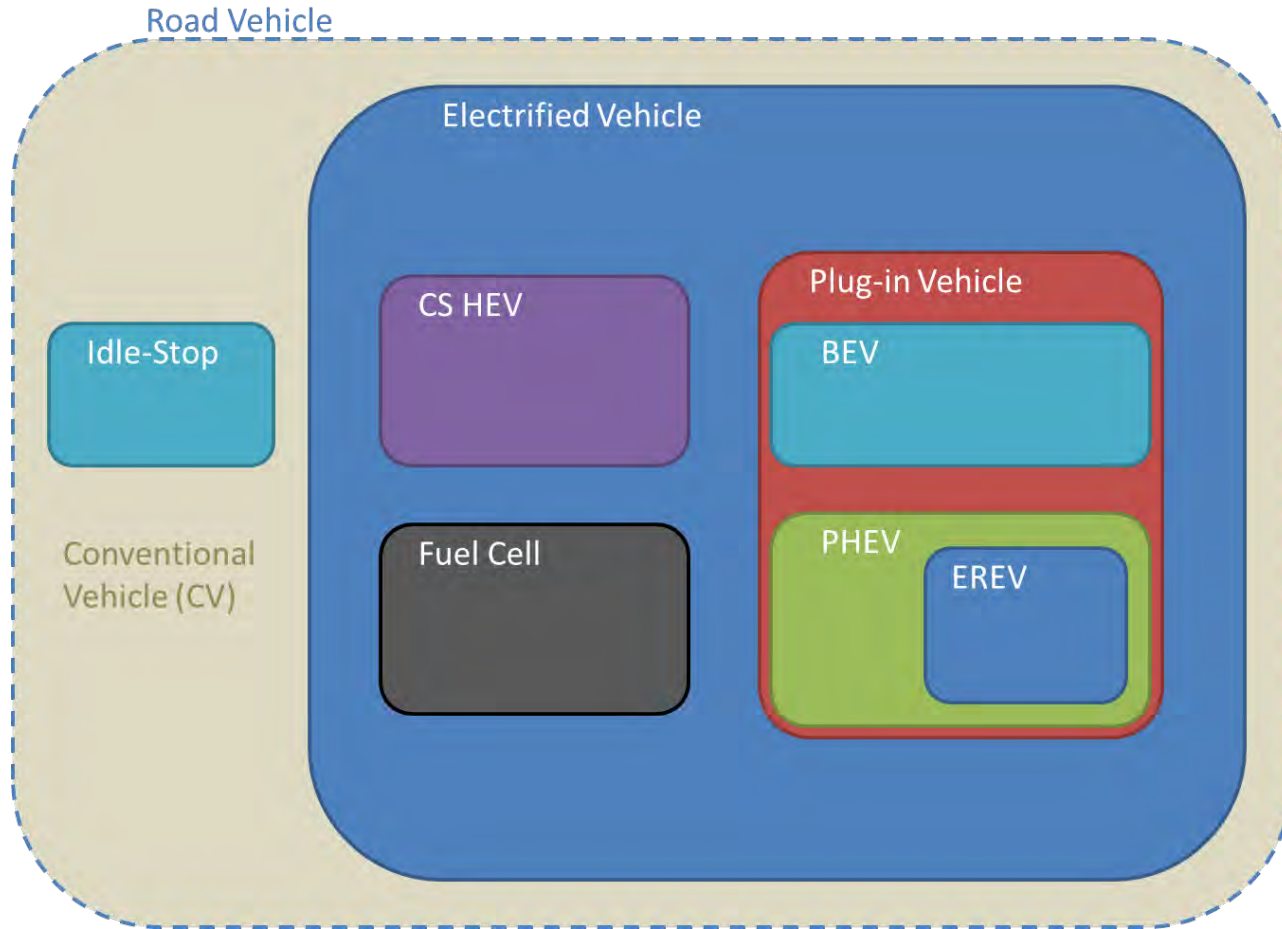 Road Vehicle
Electrified Vehicle
Plug-in Vehicle
CS HEV
Idle-Stop
BEV
Conventional
Vehicle (CV)
Fuel Cell
PHEV
EREV